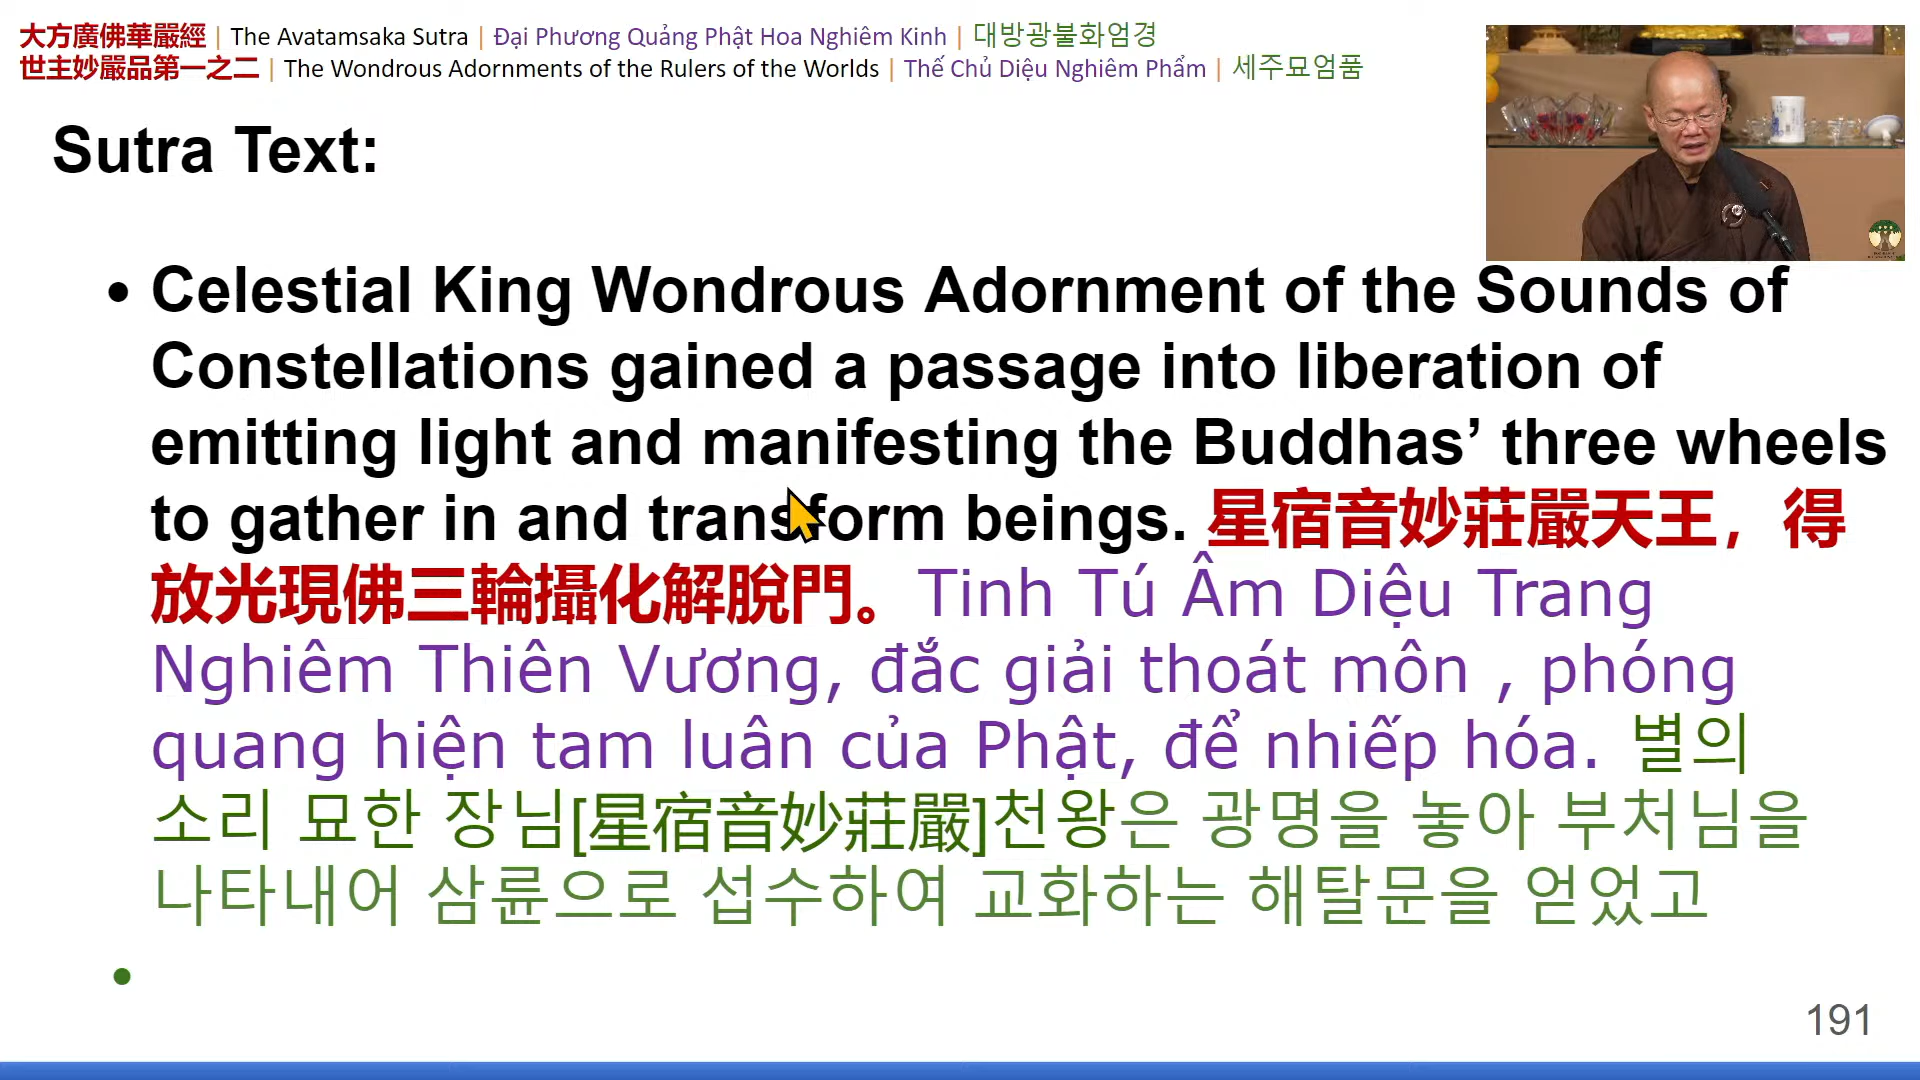 大方廣佛華嚴經 | The Avatamsaka Sutra | Đại Phương Quảng Phật Hoa Nghiêm Kinh | 대방광불화엄경
世主妙嚴品第一之二 | The Wondrous Adornments of the Rulers of the Worlds | Thế Chủ Diệu Nghiêm Phẩm | 세주묘엄품
Sutra Text:
• Celestial King Wondrous Adornment of the Sounds of
Constellations gained a passage into liberation of
emitting light and manifesting the Buddhas’ three wheels
to gather in and transform beings. 星宿音妙莊嚴天王，得
放光現佛三輪攝化解脫門。Tinh Tú Âm Diệu Trang
Nghiêm Thiên Vương, đắc giải thoát môn , phóng
quang hiện tam luân của Phật, để nhiếp hóa. 별의
소리 묘한 장님[星宿音妙莊嚴]천왕은 광명을 놓아 부처님을
나타내어 삼륜으로 섭수하여 교화하는 해탈문을 얻었고
•
191